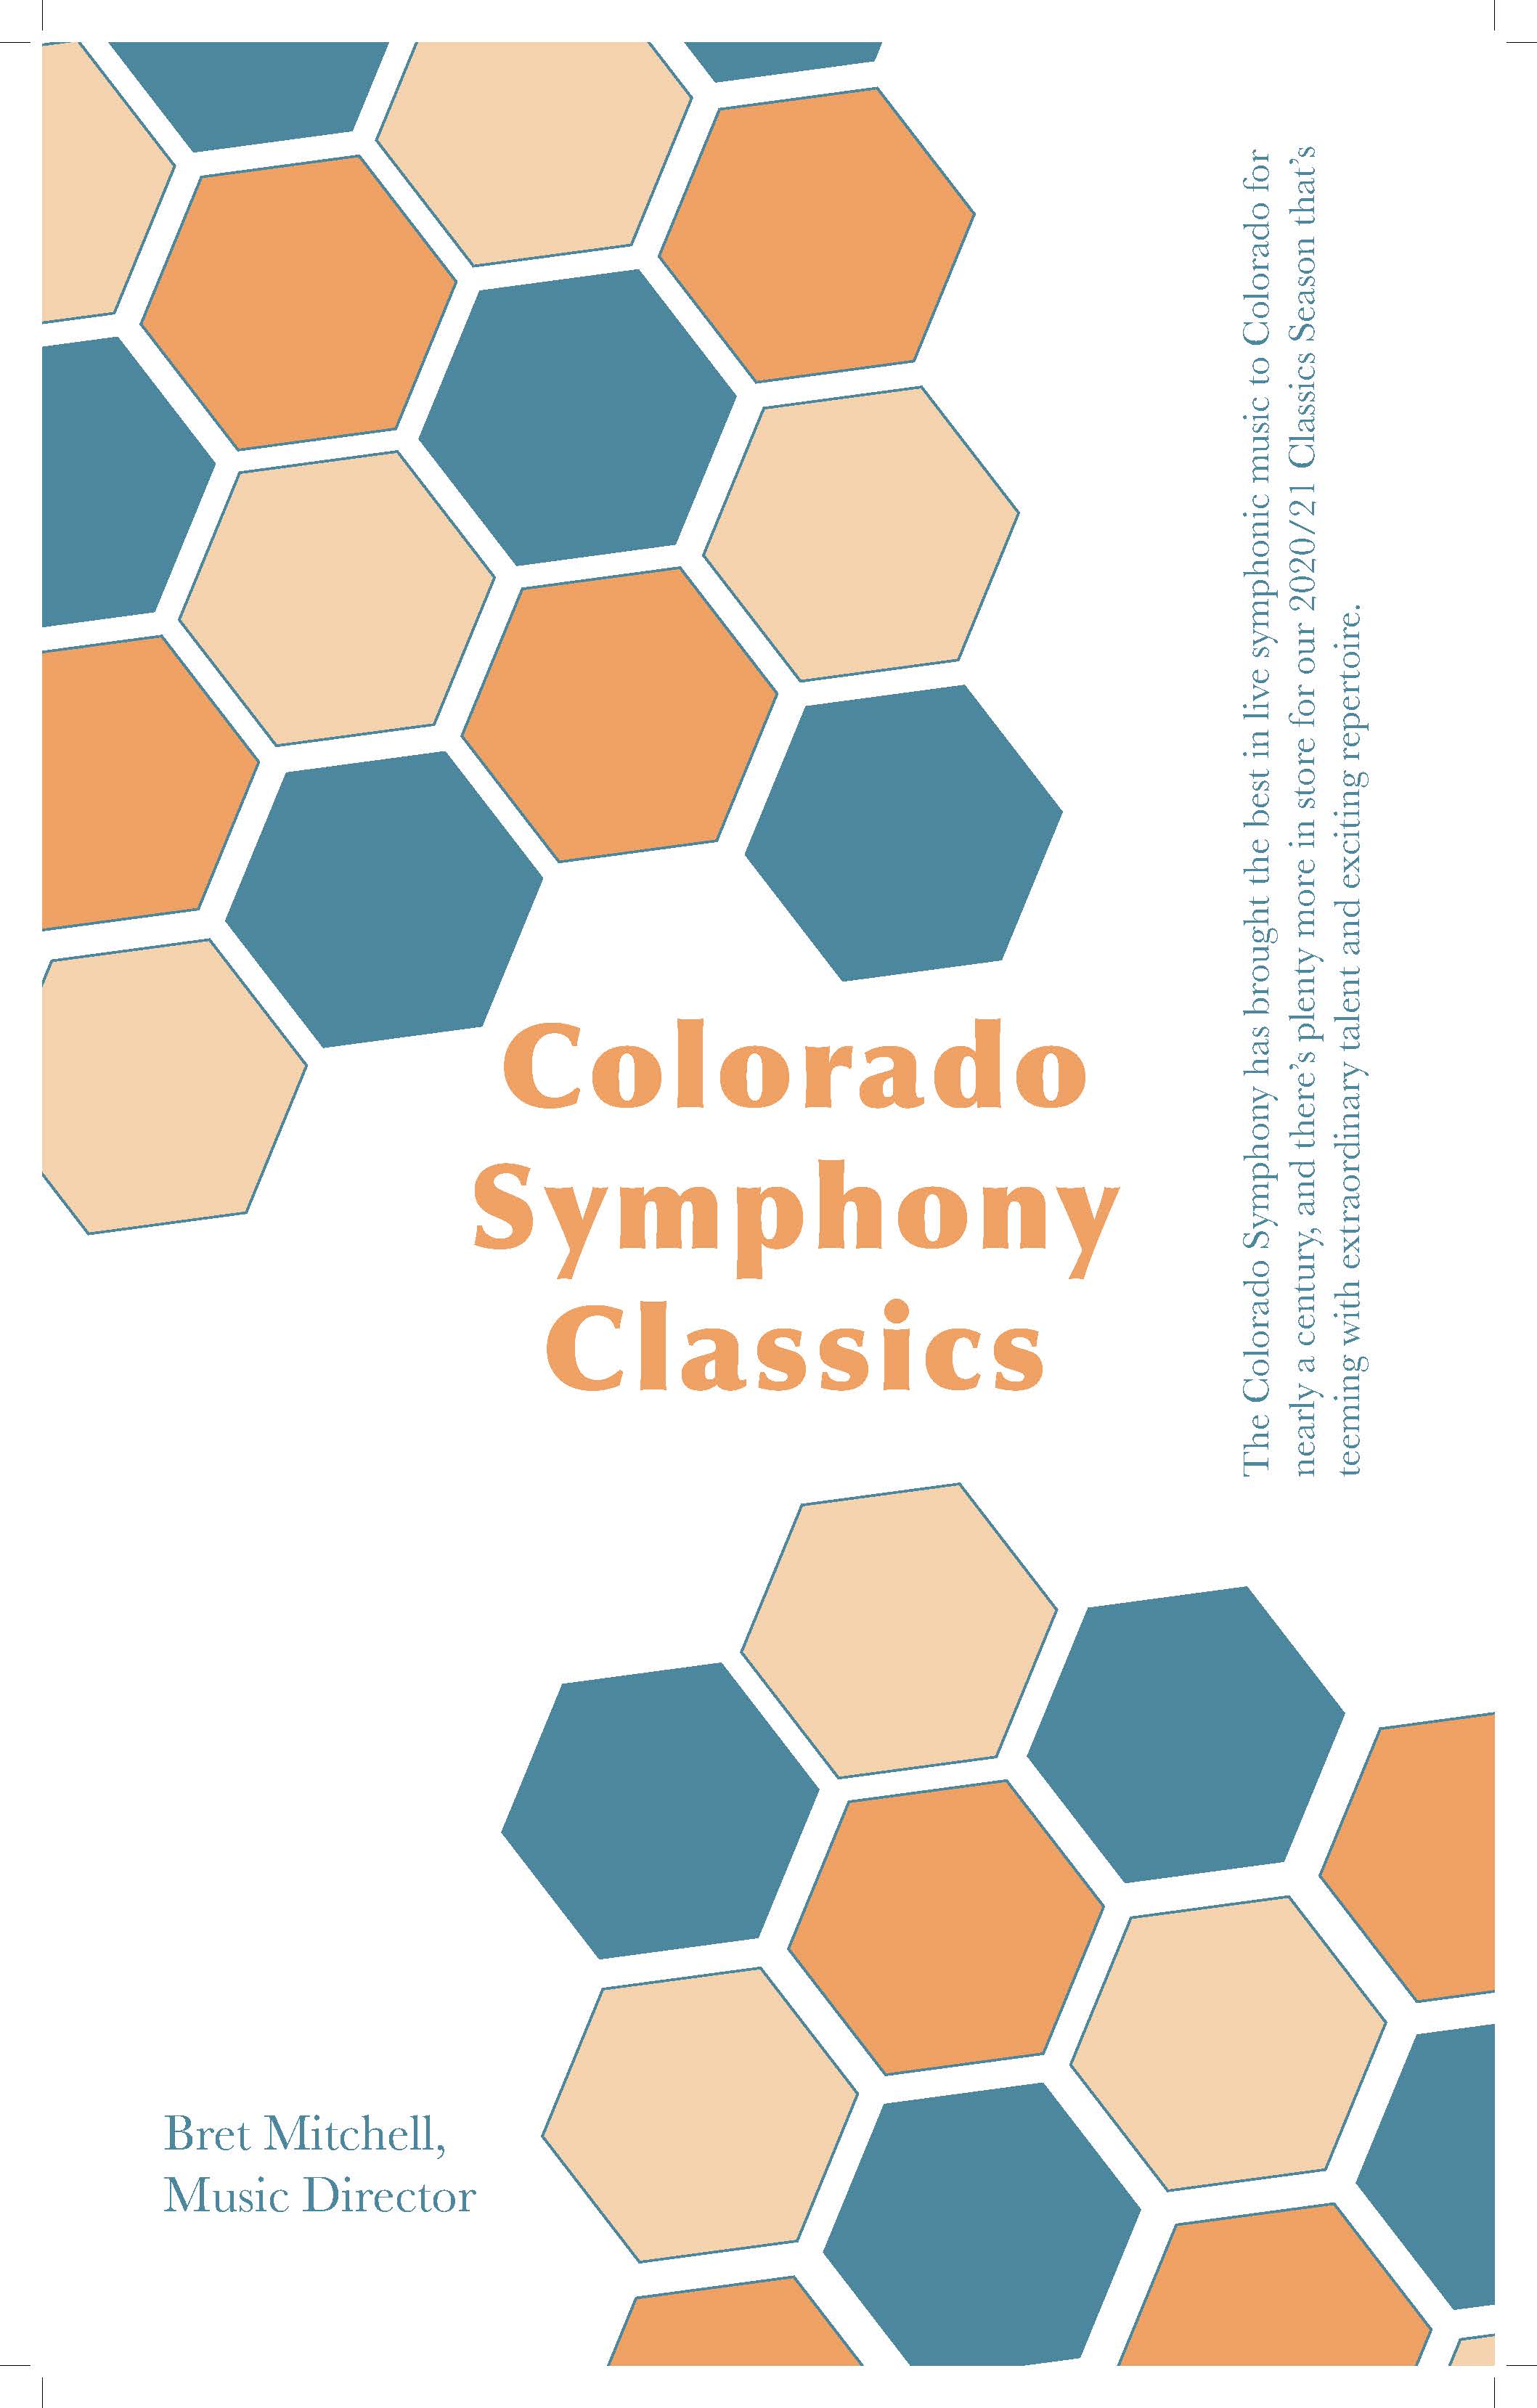 Colorado
Symphony
Classics
The Colorado Symphony has brought the best in live symphonic music to Colorado for
nearly a century, and there’s plenty more in store for our 2020/21 Classics Season that’s
teeming with extraordinary talent and exciting repertoire.
Bret Mitchell,
Music Director